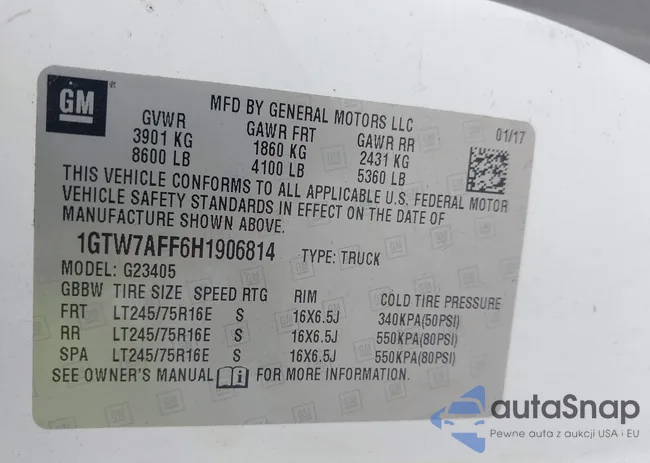 GM
MFD BY GENERAL MOTORS LLC
GVWR GAWR FRT GAWR RR 01/17
3901 KG 1860 KG 2431 KG
8600 LB 4100 LB 5360 LB
THIS VEHICLE CONFORMS TO ALL APPLICABLE U.S. FEDERAL MOTOR
VEHICLE SAFETY STANDARDS IN EFFECT ON THE DATE OF
MANUFACTURE SHOWN ABOVE.
1GTW7AFF6H1906814 TYPE: TRUCK
MODEL: G23405
GBBW TIRE SIZE SPEED RTG RIM COLD TIRE PRESSURE
FRT LT245/75R16E S 16X6.5J 340KPA(50PSI)
RR LT245/75R16E S 16X6.5J 550KPA(80PSI)
SPA LT245/75R16E S 16X6.5J 550KPA(80PSI)
SEE OWNER'S MANUAL FOR MORE INFORMATION.
autaSnap
Pewne auta z aukcji USA i EU